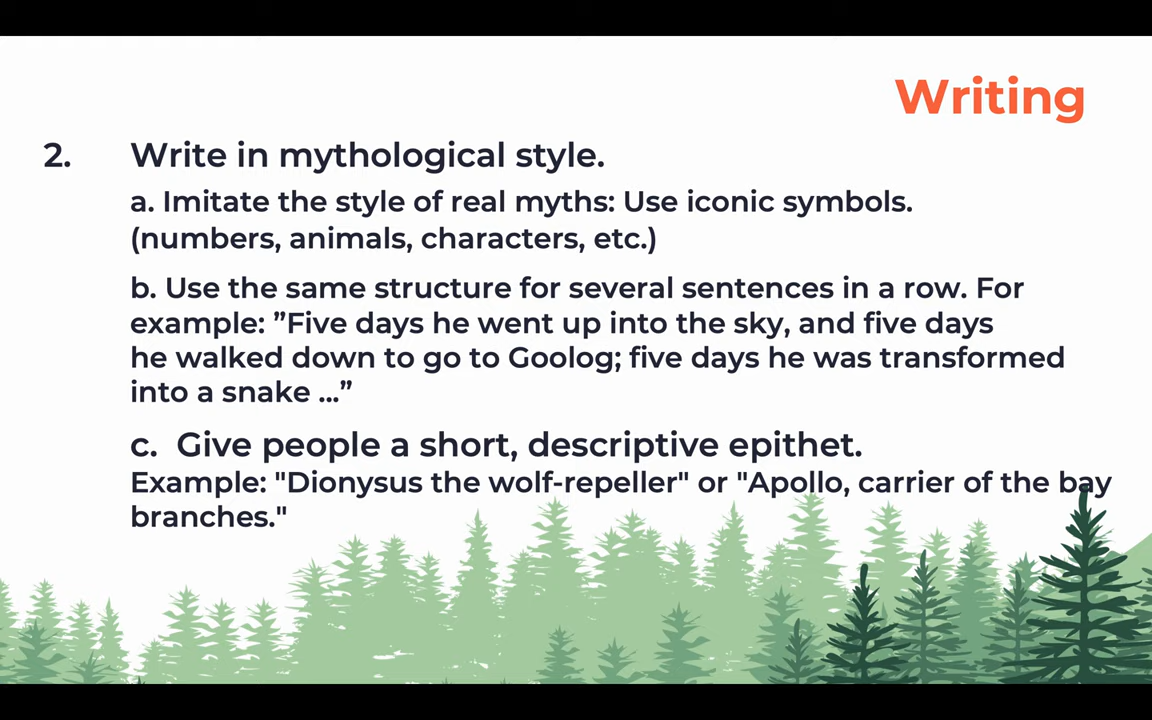 Writing
2. Write in mythological style.
a. Imitate the style of real myths: Use iconic symbols.
(numbers, animals, characters, etc.)
b. Use the same structure for several sentences in a row. For
example: ”Five days he went up into the sky, and five days
he walked down to go to Goolog; five days he was transformed
into a snake ...”
c. Give people a short, descriptive epithet.
Example: "Dionysus the wolf-repeller" or "Apollo, carrier of the bay
branches."